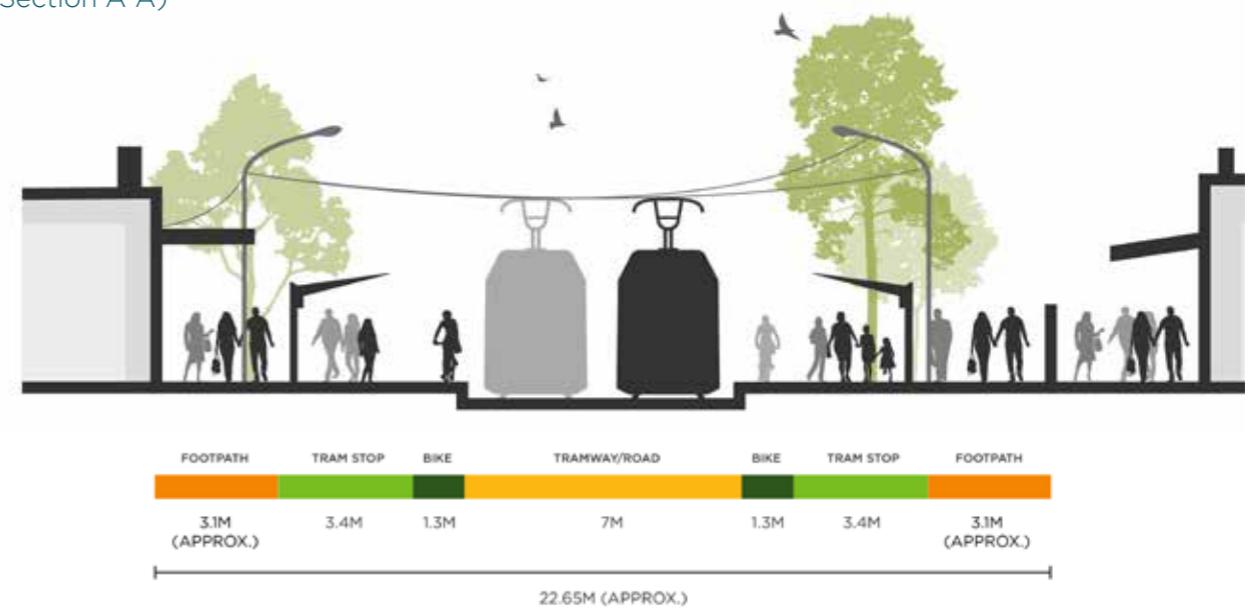 Section A-A)
FOOTPATH TRAM STOP BIKE TRAMWAY/ROAD BIKE TRAM STOP FOOTPATH
3.1M 3.4M 1.3M 7M 1.3M 3.4M 3.1M
(APPROX.) (APPROX.)
22.65M (APPROX.)